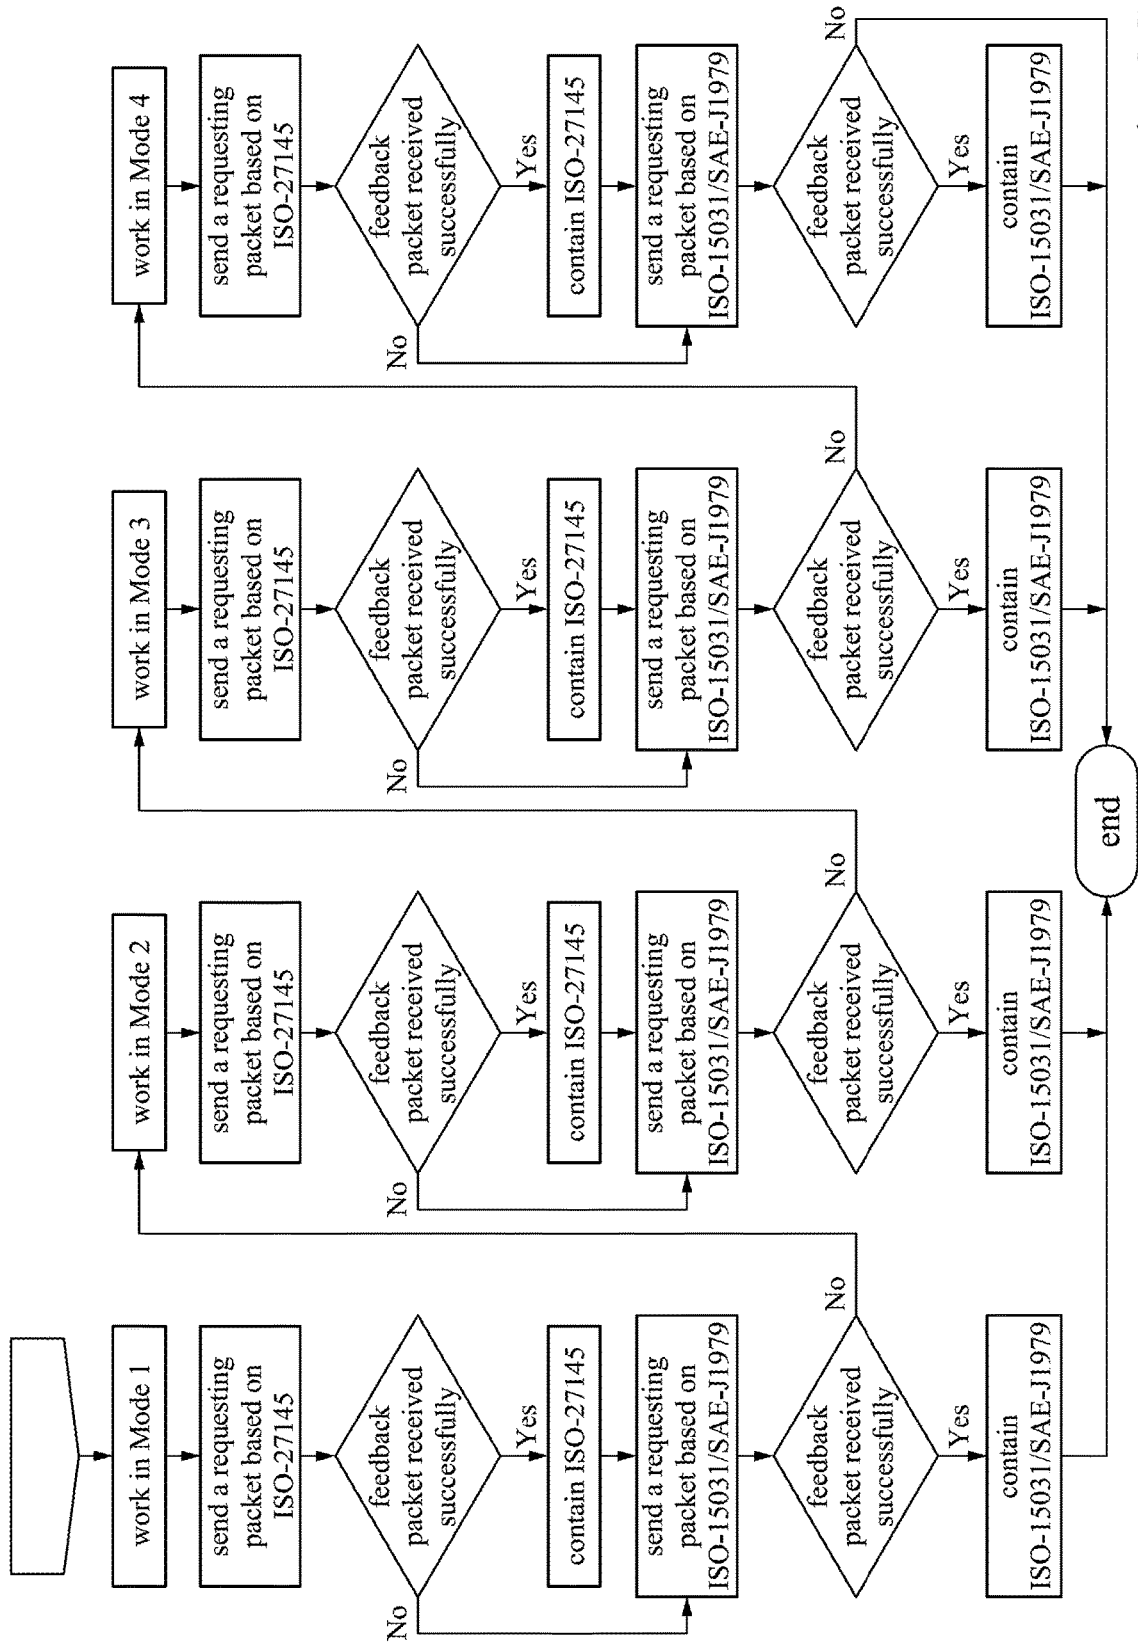 work in Mode 1
send a requesting
packet based on
ISO-27145
feedback
packet received
successfully
No
Yes
contain ISO-27145
send a requesting
packet based on
ISO-15031/SAE-J1979
feedback
packet received
successfully
No
Yes
contain
ISO-15031/SAE-J1979
work in Mode 2
send a requesting
packet based on
ISO-27145
feedback
packet received
successfully
No
Yes
contain ISO-27145
send a requesting
packet based on
ISO-15031/SAE-J1979
feedback
packet received
successfully
No
Yes
contain
ISO-15031/SAE-J1979
work in Mode 3
send a requesting
packet based on
ISO-27145
feedback
packet received
successfully
No
Yes
contain ISO-27145
send a requesting
packet based on
ISO-15031/SAE-J1979
feedback
packet received
successfully
No
Yes
contain
ISO-15031/SAE-J1979
work in Mode 4
send a requesting
packet based on
ISO-27145
feedback
packet received
successfully
No
Yes
contain ISO-27145
send a requesting
packet based on
ISO-15031/SAE-J1979
feedback
packet received
successfully
No
Yes
contain
ISO-15031/SAE-J1979
end